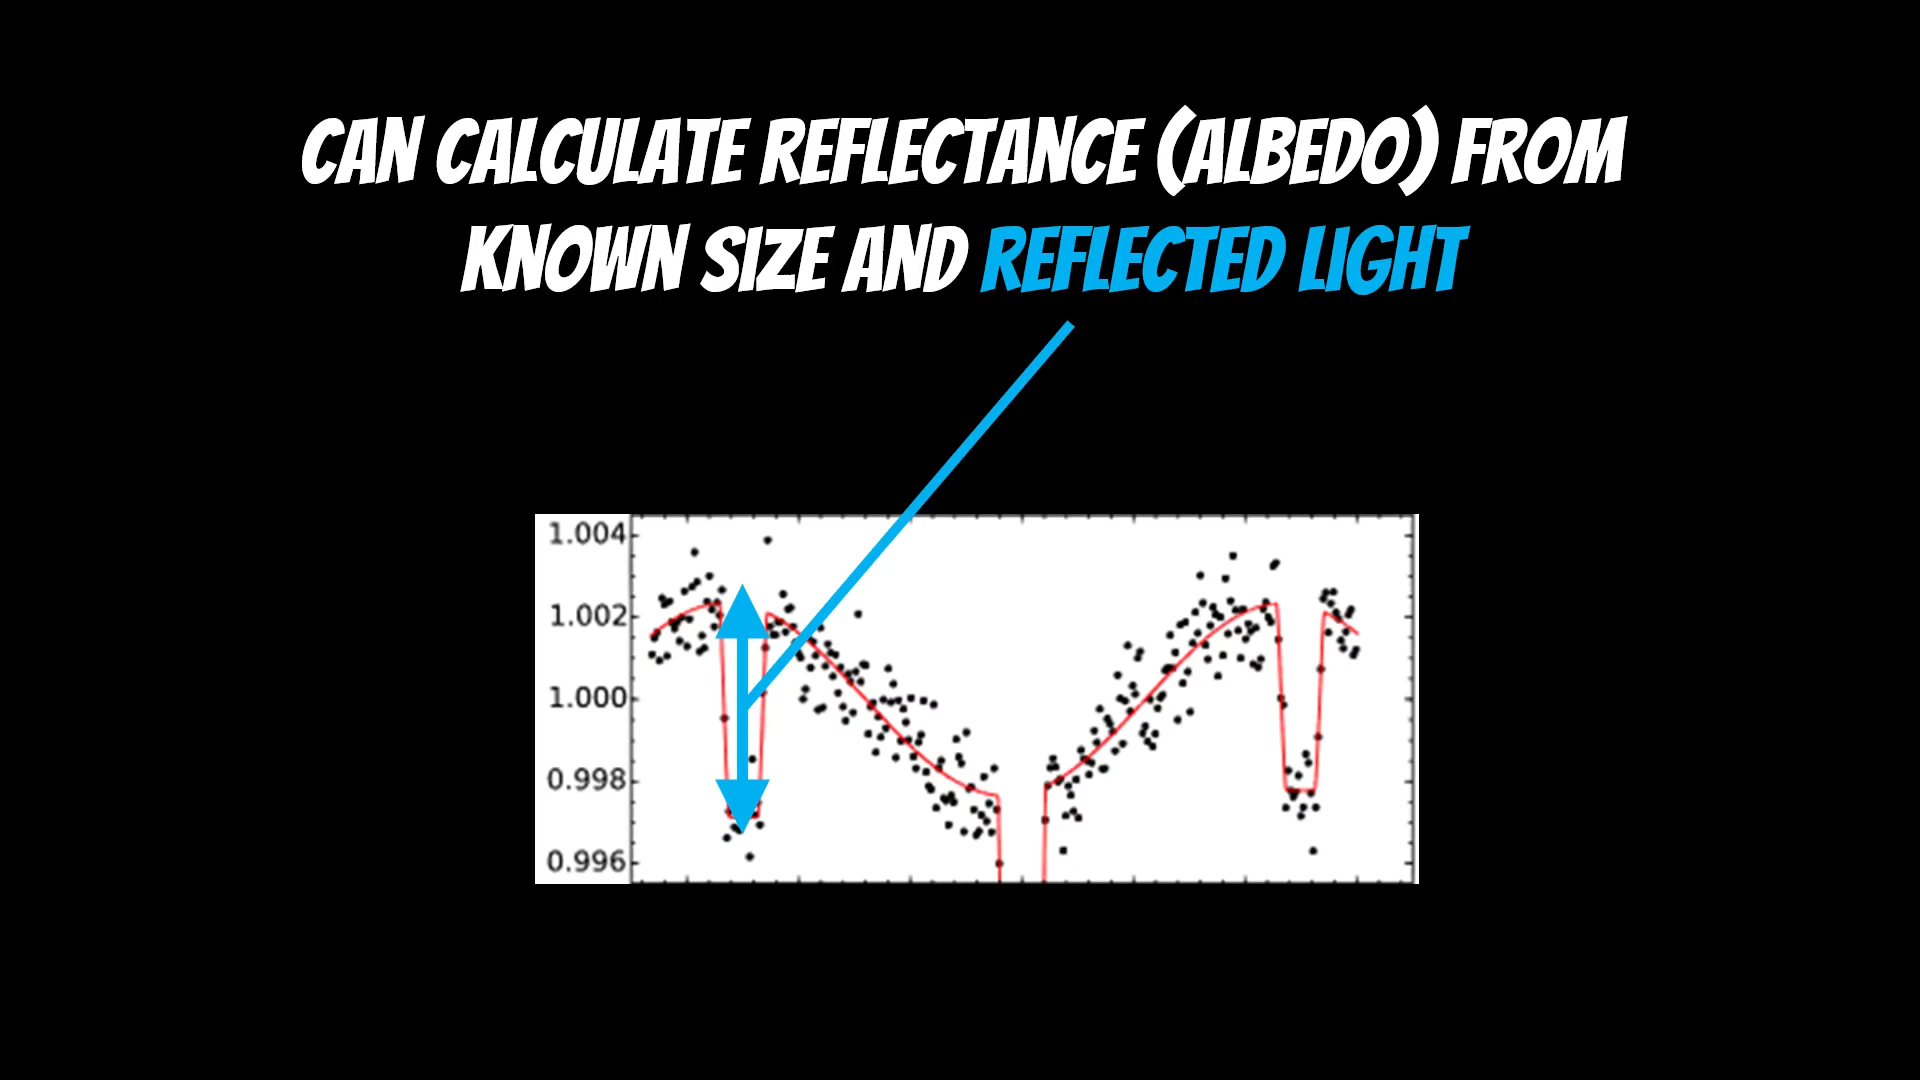 CAN CALCULATE REFLECTANCE (ALBEDO) FROM
KNOWN SIZE AND REFLECTED LIGHT
1.004
1.002
1.000
0.998
0.996